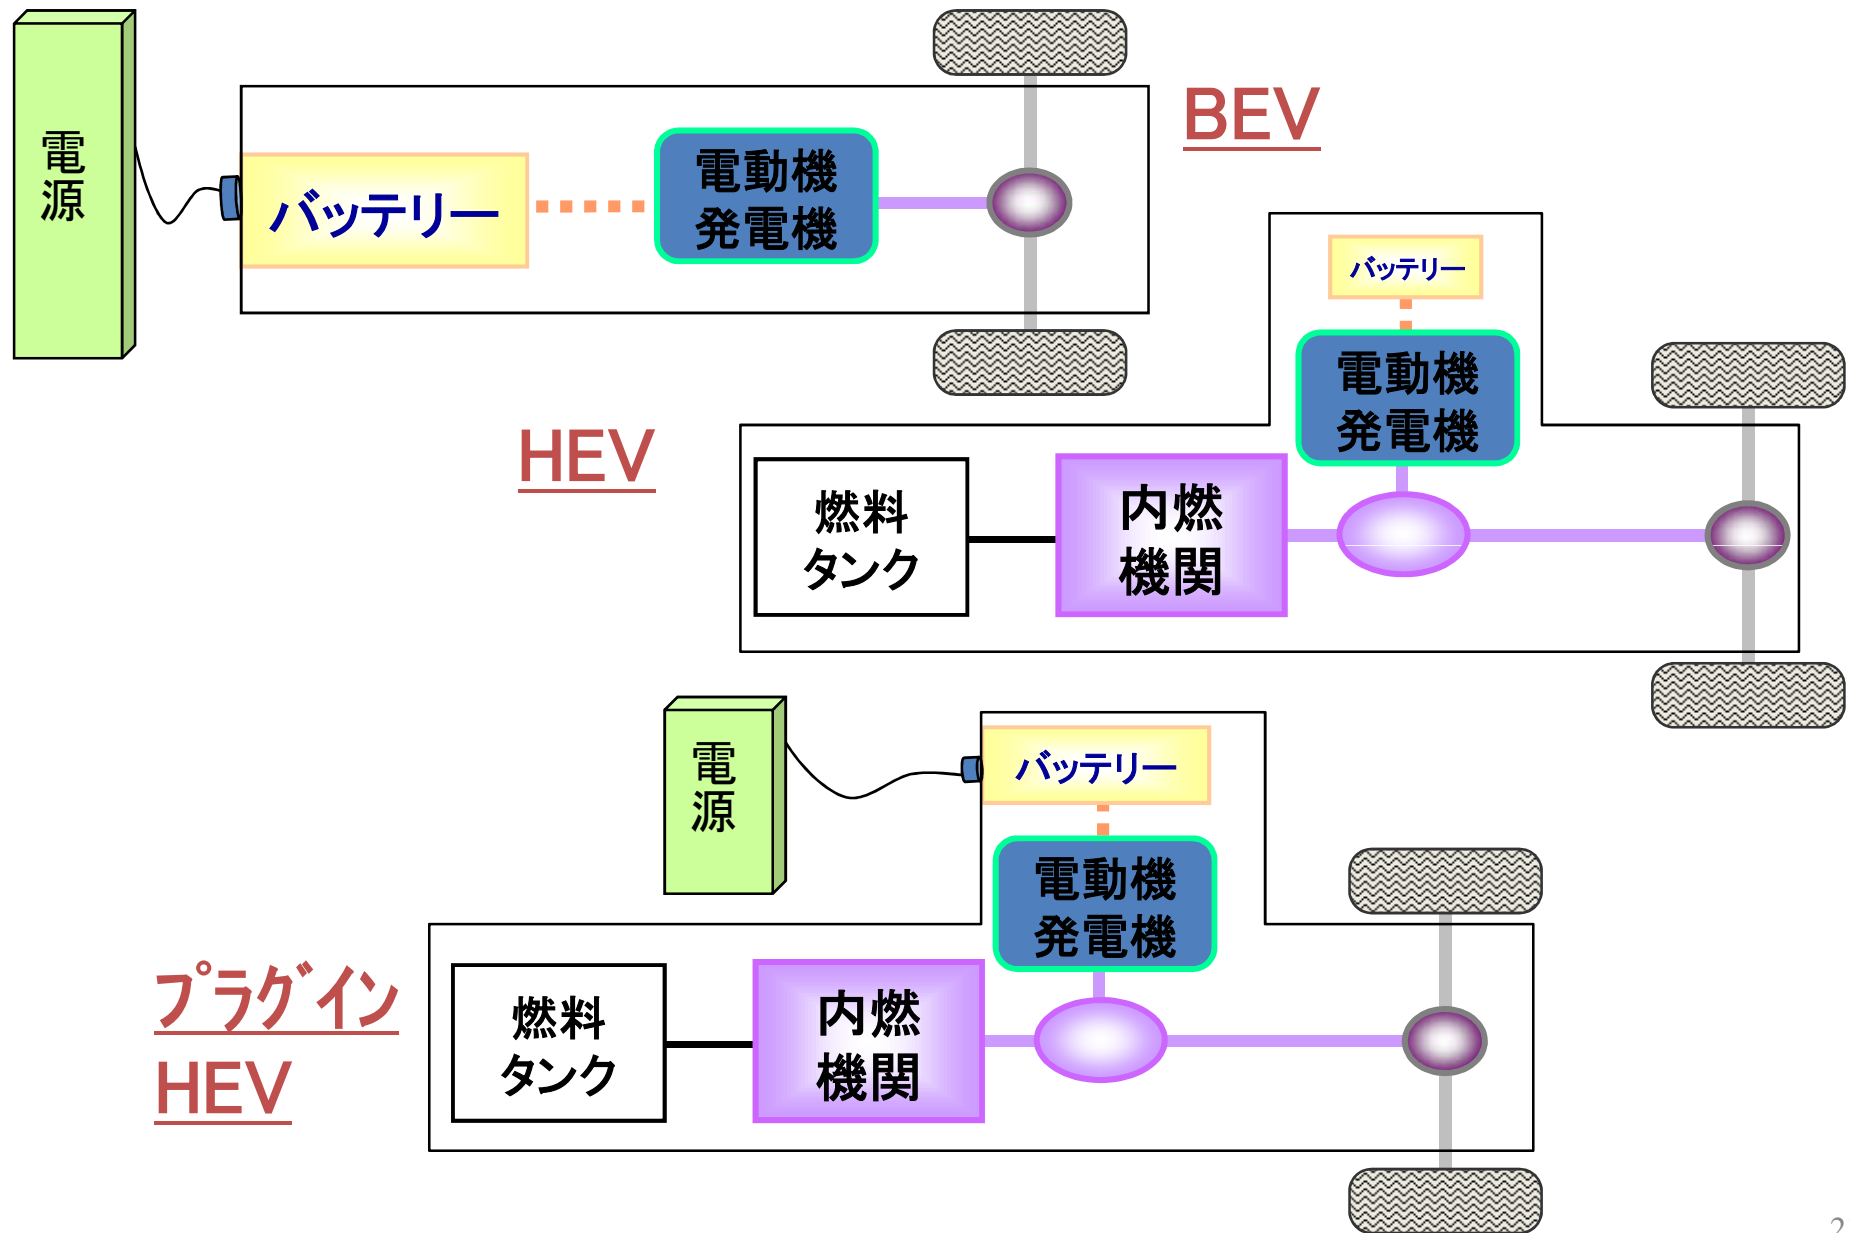 電
源
バッテリー
電動機
発電機
BEV
HEV
バッテリー
電動機
発電機
燃料
タンク
内燃
機関
電
源
バッテリー
電動機
発電機
プラグイン
HEV
燃料
タンク
内燃
機関
2